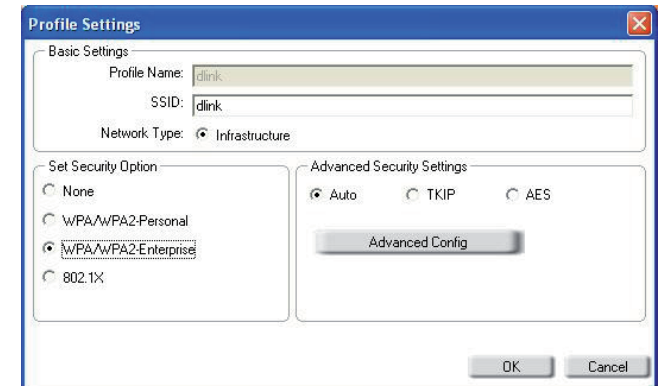 Profile Settings
Basic Settings
Profile Name: dlink
SSID: dlink
Network Type: Infrastructure
Set Security Option
None
WPA/WPA2-Personal
WPA/WPA2-Enterprise
802.1X
Advanced Security Settings
Auto TKIP AES
Advanced Config
OK Cancel